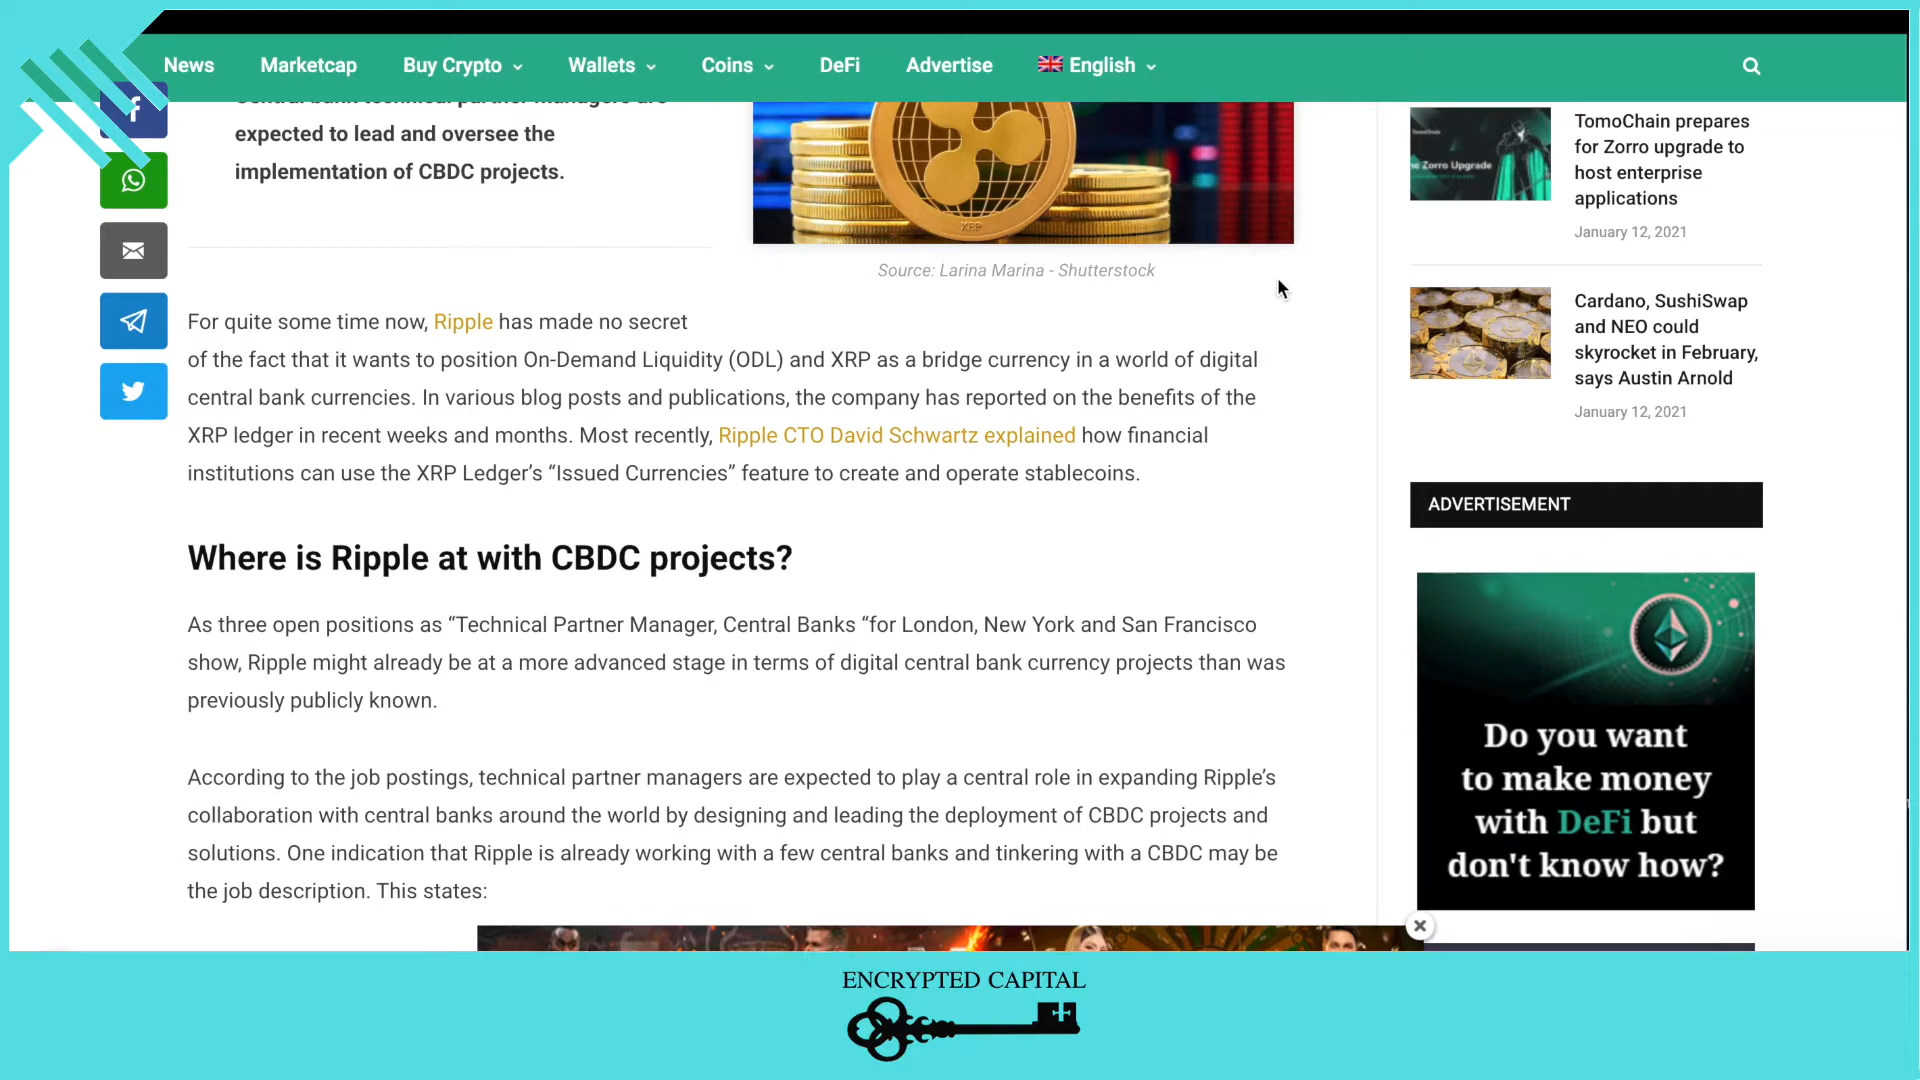 News
Marketcap
Buy Crypto
Wallets
Coins
DeFi
Advertise
English
Central bank technical partner managers are
expected to lead and oversee the
implementation of CBDC projects.
XRP
Source: Larina Marina - Shutterstock
For quite some time now, Ripple has made no secret
of the fact that it wants to position On-Demand Liquidity (ODL) and XRP as a bridge currency in a world of digital
central bank currencies. In various blog posts and publications, the company has reported on the benefits of the
XRP ledger in recent weeks and months. Most recently, Ripple CTO David Schwartz explained how financial
institutions can use the XRP Ledger’s “Issued Currencies” feature to create and operate stablecoins.
Where is Ripple at with CBDC projects?
As three open positions as “Technical Partner Manager, Central Banks “for London, New York and San Francisco
show, Ripple might already be at a more advanced stage in terms of digital central bank currency projects than was
previously publicly known.
According to the job postings, technical partner managers are expected to play a central role in expanding Ripple’s
collaboration with central banks around the world by designing and leading the deployment of CBDC projects and
solutions. One indication that Ripple is already working with a few central banks and tinkering with a CBDC may be
the job description. This states:
Zorro Upgrade
TomoChain prepares
for Zorro upgrade to
host enterprise
applications
January 12, 2021
Cardano, SushiSwap
and NEO could
skyrocket in February,
says Austin Arnold
January 12, 2021
ADVERTISEMENT
Do you want
to make money
with DeFi but
don't know how?
ENCRYPTED CAPITAL